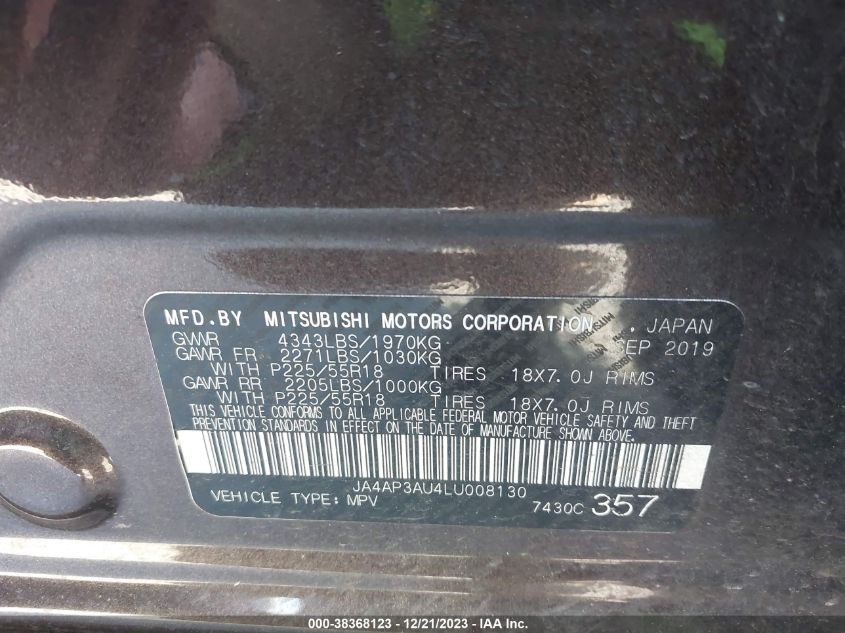 MFD.BY MITSUBISHI MOTORS CORPORATION, JAPAN
GVWR 4343LBS/1970KG SEP 2019
GAWR FR 2271LBS/1030KG
WITH P225/55R18 TIRES 18X7.0J RIMS
GAWR RR 2205LBS/1000KG
WITH P225/55R18 TIRES 18X7.0J RIMS
THIS VEHICLE CONFORMS TO ALL APPLICABLE FEDERAL MOTOR VEHICLE SAFETY AND THEFT
PREVENTION STANDARDS IN EFFECT ON THE DATE OF MANUFACTURE SHOWN ABOVE.
JA4AP3AU4LU008130
VEHICLE TYPE: MPV 7430C 357
000-38368123 - 12/21/2023 - IAAI Inc.